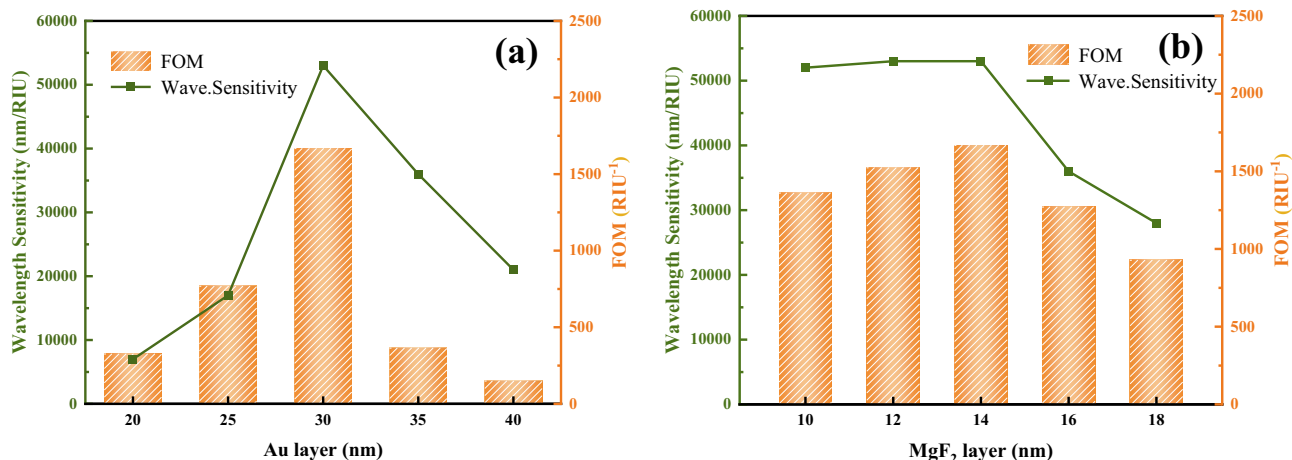 (a)
FOM
Wave.Sensitivity
Wavelength Sensitivity (nm/RIU)
60000
50000
40000
30000
20000
10000
0
2500
2000
1500
1000
500
0
FOM (RIU⁻¹)
20 25 30 35 40
Au layer (nm)
(b)
FOM
Wave.Sensitivity
Wavelength Sensitivity (nm/RIU)
60000
50000
40000
30000
20000
10000
0
2500
2000
1500
1000
500
0
FOM (RIU⁻¹)
10 12 14 16 18
MgF₂ layer (nm)